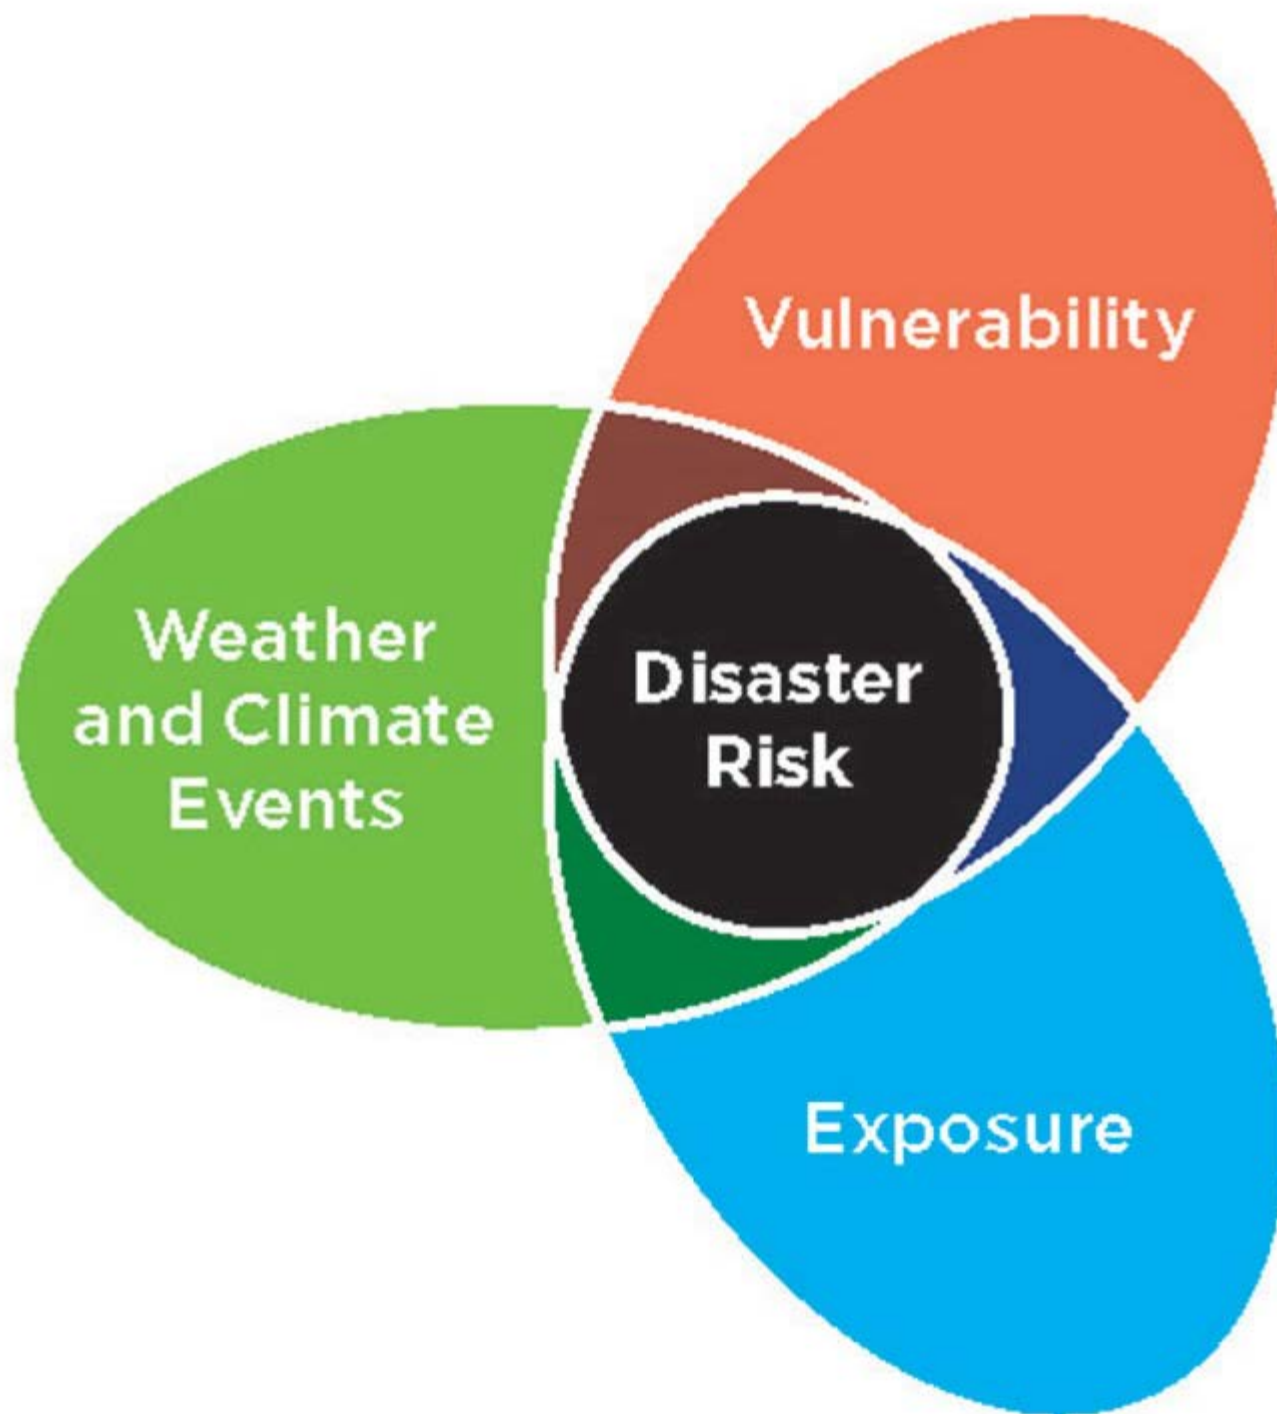 Vulnerability
Weather
and Climate
Events
Disaster
Risk
Exposure